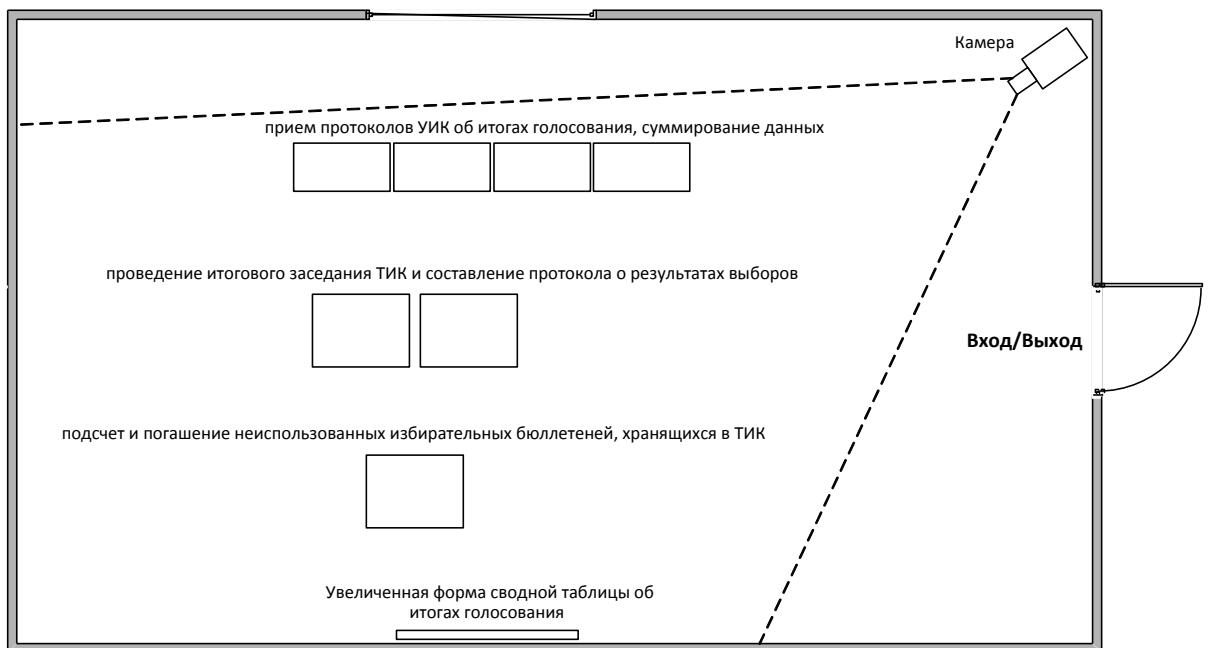 Камера
прием протоколов УИК об итогах голосования, суммирование данных
проведение итогового заседания ТИК и составление протокола о результатах выборов
Вход/Выход
подсчет и погашение неиспользованных избирательных бюллетеней, хранящихся в ТИК
Увеличенная форма сводной таблицы об
итогах голосования